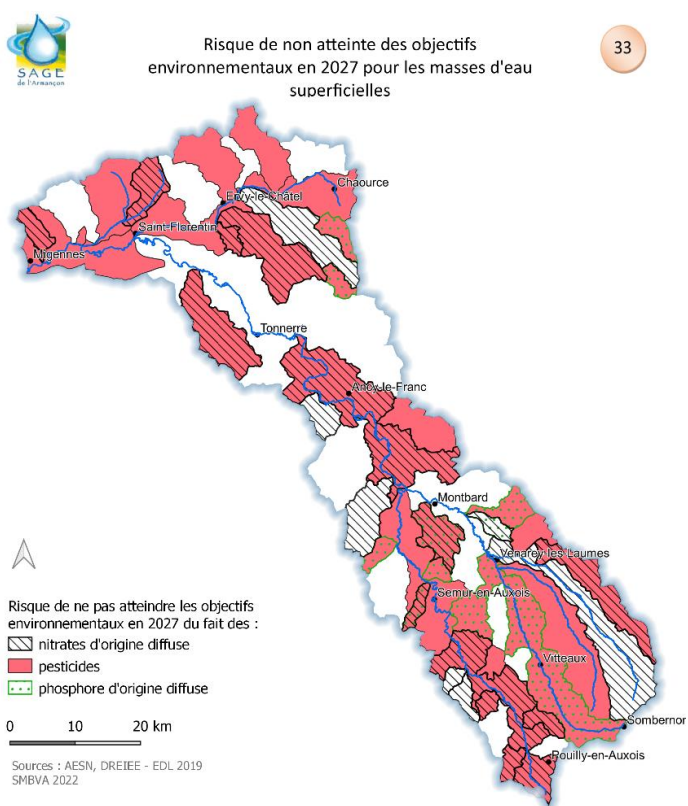 SAGE
de l'Armançon
Risque de non atteinte des objectifs
environnementaux en 2027 pour les masses d'eau
superficielles
33
Chaource
Ervy-le-Châtel
Saint-Florentin
Migennes
Tonnerre
Ancy-le-Franc
Montbard
Venarey-les-Laumes
Semur-en-Auxois
Vitteaux
Sombernon
Pouilly-en-Auxois
Risque de ne pas atteindre les objectifs
environnementaux en 2027 du fait des :
nitrates d'origine diffuse
pesticides
phosphore d'origine diffuse
0 10 20 km
Sources : AESN, DREIEE - EDL 2019
SMBVA 2022